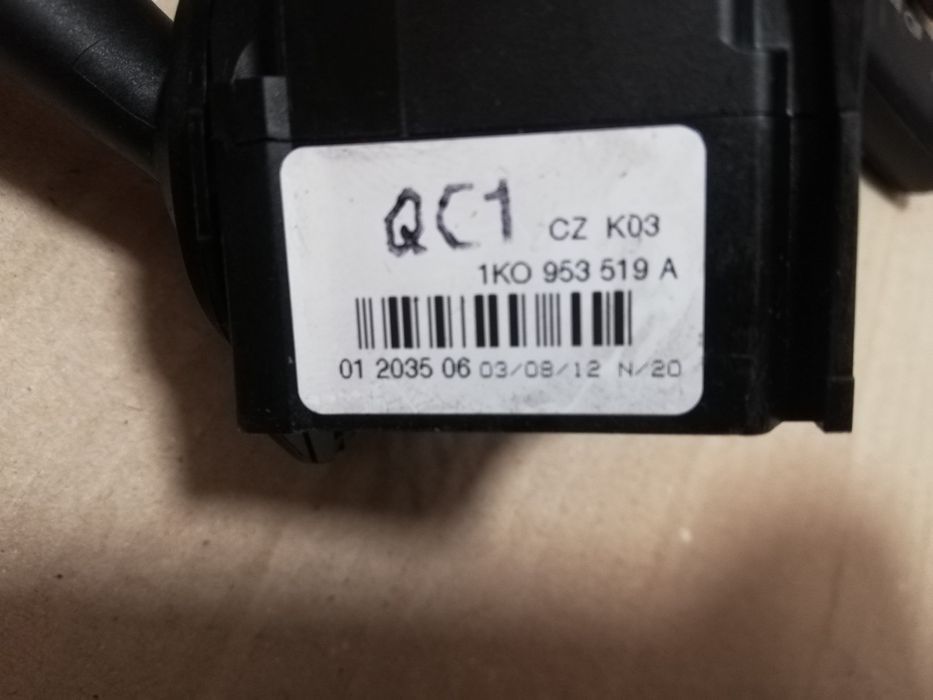 QC1 CZ K03
1KO 953 519 A
01 2035 06 03/08/12 N/20